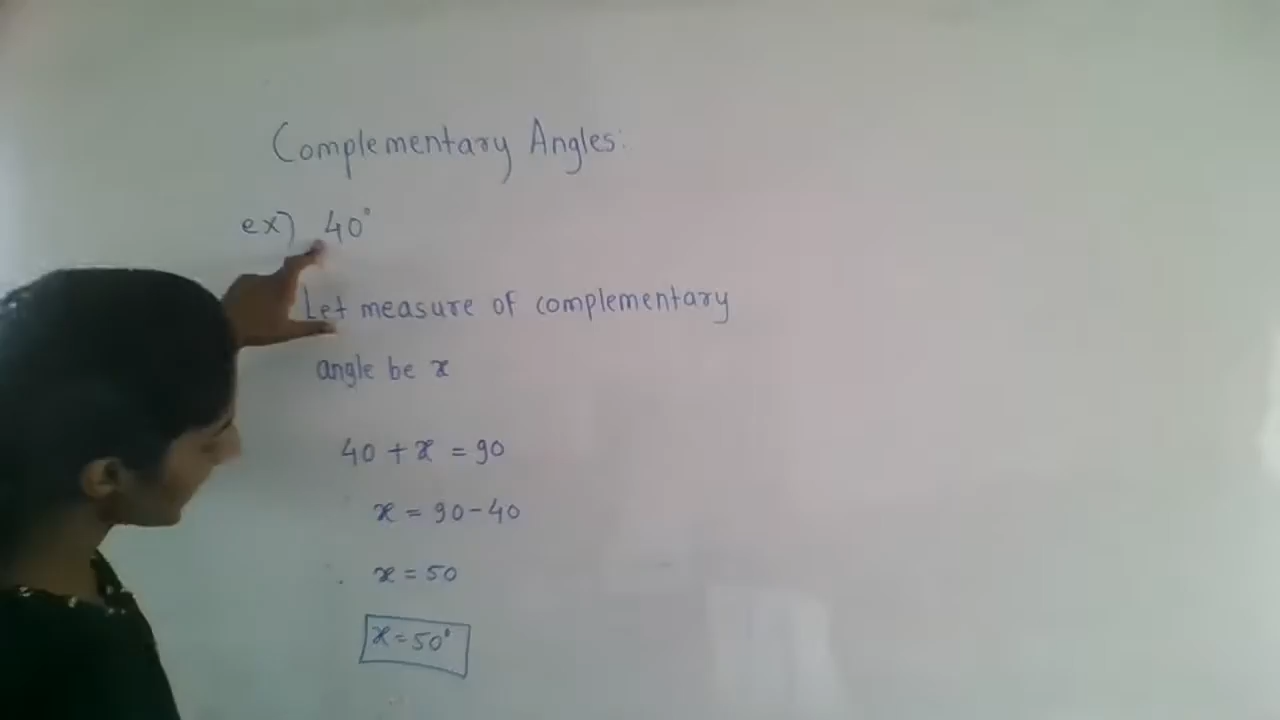 Complementary Angles:
ex) 40°
Let measure of complementary
angle be x
40 + x = 90
x = 90 - 40
x = 50
x = 50°